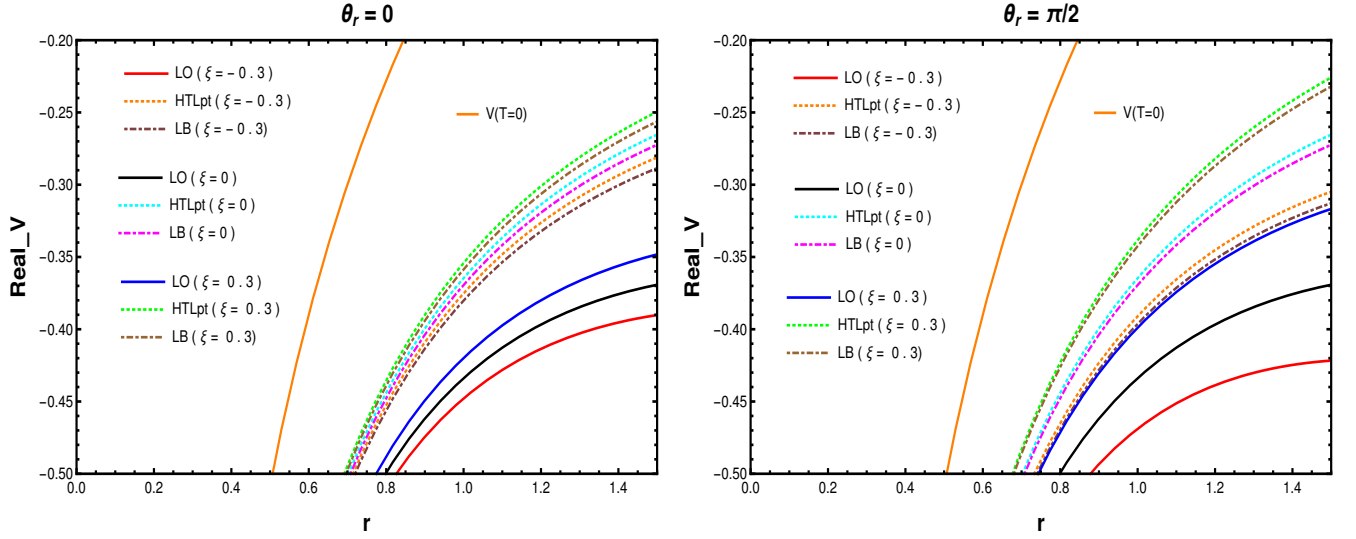 θr = 0
Real_V
−0.20
−0.25
−0.30
−0.35
−0.40
−0.45
−0.50
LO ( ξ = − 0 . 3 )
HTLpt ( ξ = − 0 . 3 )
LB ( ξ = − 0 . 3)
LO ( ξ = 0 )
HTLpt ( ξ = 0 )
LB ( ξ = 0 )
LO ( ξ = 0 . 3 )
HTLpt ( ξ = 0 . 3 )
LB ( ξ = 0 . 3)
V(T=0)
0.0 0.2 0.4 0.6 0.8 1.0 1.2 1.4
r
θr = π/2
Real_V
−0.20
−0.25
−0.30
−0.35
−0.40
−0.45
−0.50
LO ( ξ = − 0 . 3 )
HTLpt ( ξ = − 0 . 3 )
LB ( ξ = − 0 . 3)
LO ( ξ = 0 )
HTLpt ( ξ = 0 )
LB ( ξ = 0 )
LO ( ξ = 0 . 3 )
HTLpt ( ξ = 0 . 3 )
LB ( ξ = 0 . 3)
V(T=0)
0.0 0.2 0.4 0.6 0.8 1.0 1.2 1.4
r